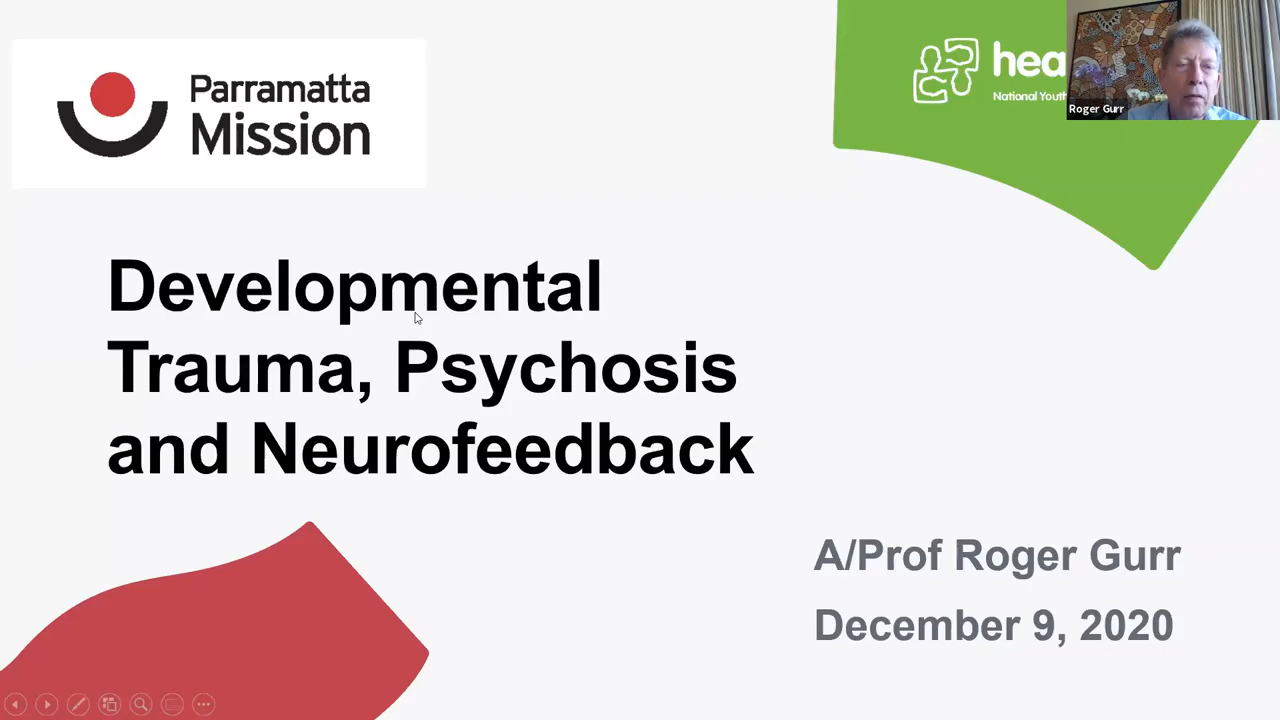 Parramatta
Mission
hea
National Youth
Roger Gurr
Developmental
Trauma, Psychosis
and Neurofeedback
A/Prof Roger Gurr
December 9, 2020